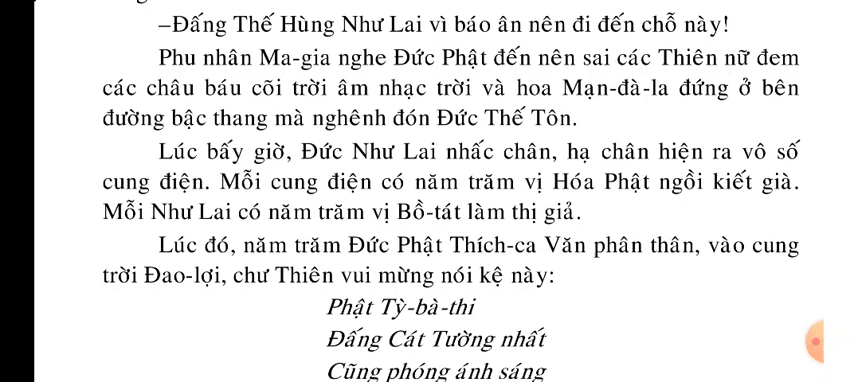 –Đấng Thế Hùng Như Lai vì báo ân nên đi đến chỗ này!
Phu nhân Ma-gia nghe Đức Phật đến nên sai các Thiên nữ đem
các châu báu cõi trời âm nhạc trời và hoa Mạn-đà-la đứng ở bên
đường bậc thang mà nghênh đón Đức Thế Tôn.
Lúc bấy giờ, Đức Như Lai nhấc chân, hạ chân hiện ra vô số
cung điện. Mỗi cung điện có năm trăm vị Hóa Phật ngồi kiết già.
Mỗi Như Lai có năm trăm vị Bồ-tát làm thị giả.
Lúc đó, năm trăm Đức Phật Thích-ca Văn phân thân, vào cung
trời Đao-lợi, chư Thiên vui mừng nói kệ này:
Phật Tỳ-bà-thi
Đấng Cát Tường nhất
Cũng phóng ánh sáng